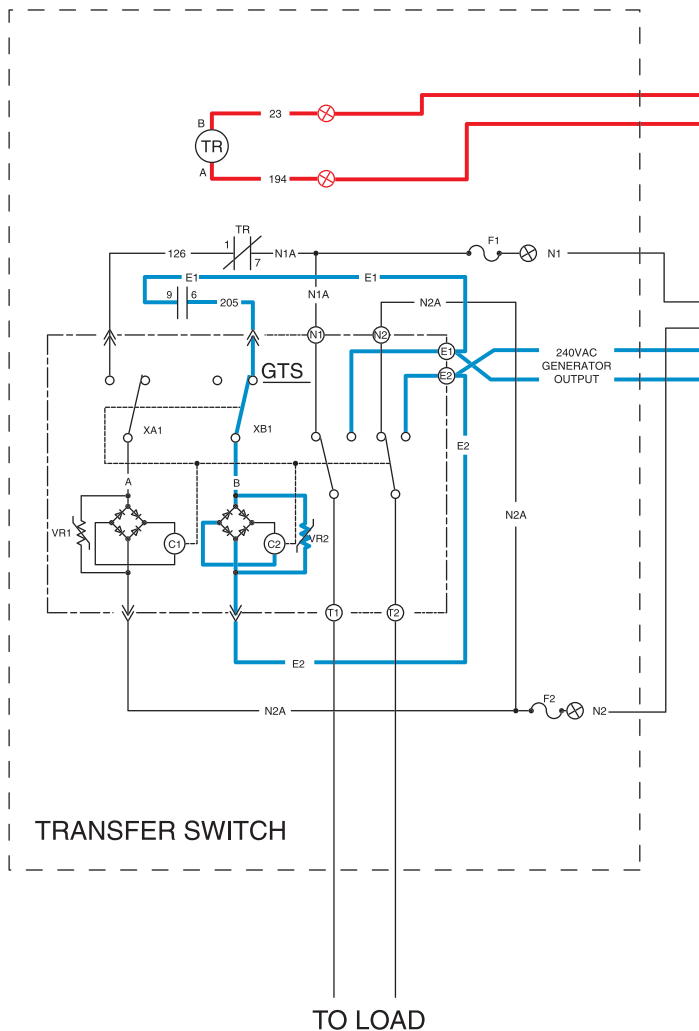 23
B
TR
A
194
TR
1
7
126
N1A
F1
N1
E1
E1
9
6
205
N1A
N2A
N1
N2
E1
E2
240VAC
GENERATOR
OUTPUT
GTS
XA1
XB1
E2
A
B
N2A
VR1
C1
C2
VR2
T1
T2
E2
F2
N2A
N2
TRANSFER SWITCH
TO LOAD